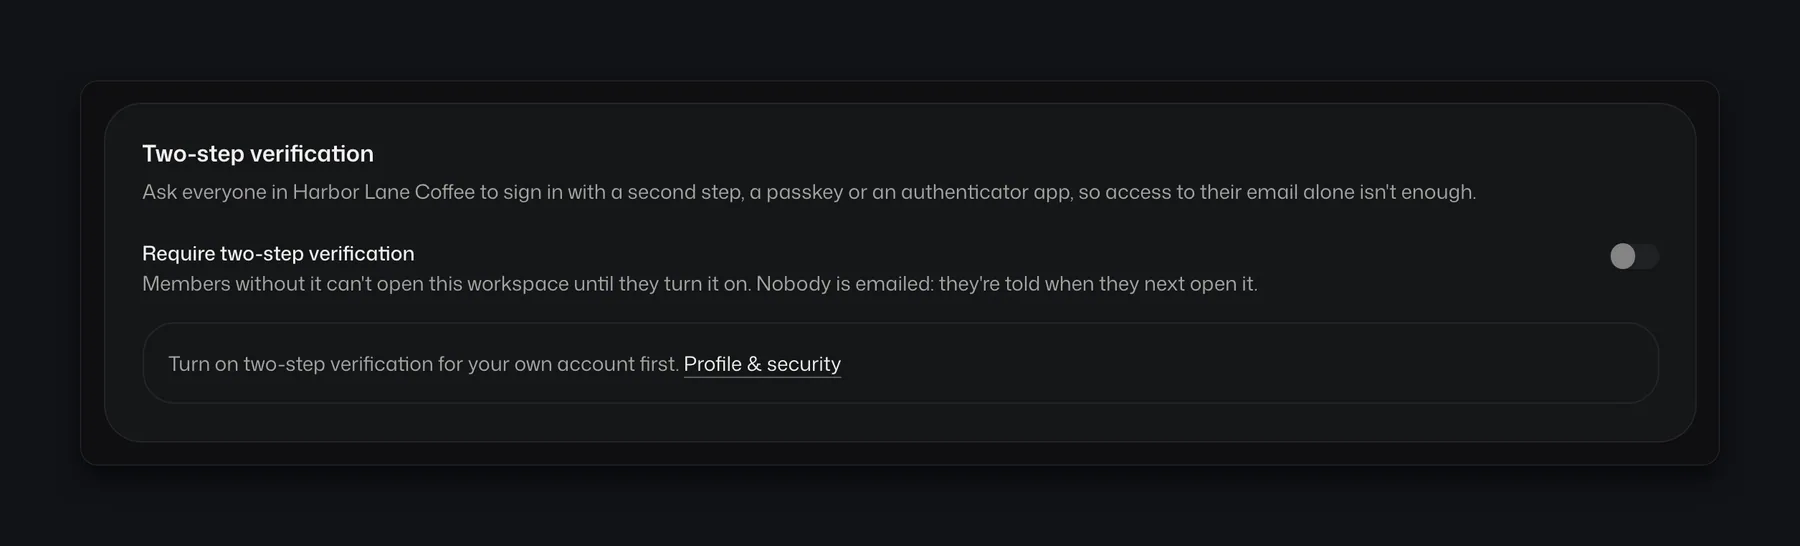 Two-step verification
Ask everyone in Harbor Lane Coffee to sign in with a second step, a passkey or an authenticator app, so access to their email alone isn't enough.
Require two-step verification
Members without it can't open this workspace until they turn it on. Nobody is emailed: they're told when they next open it.
Turn on two-step verification for your own account first. Profile & security